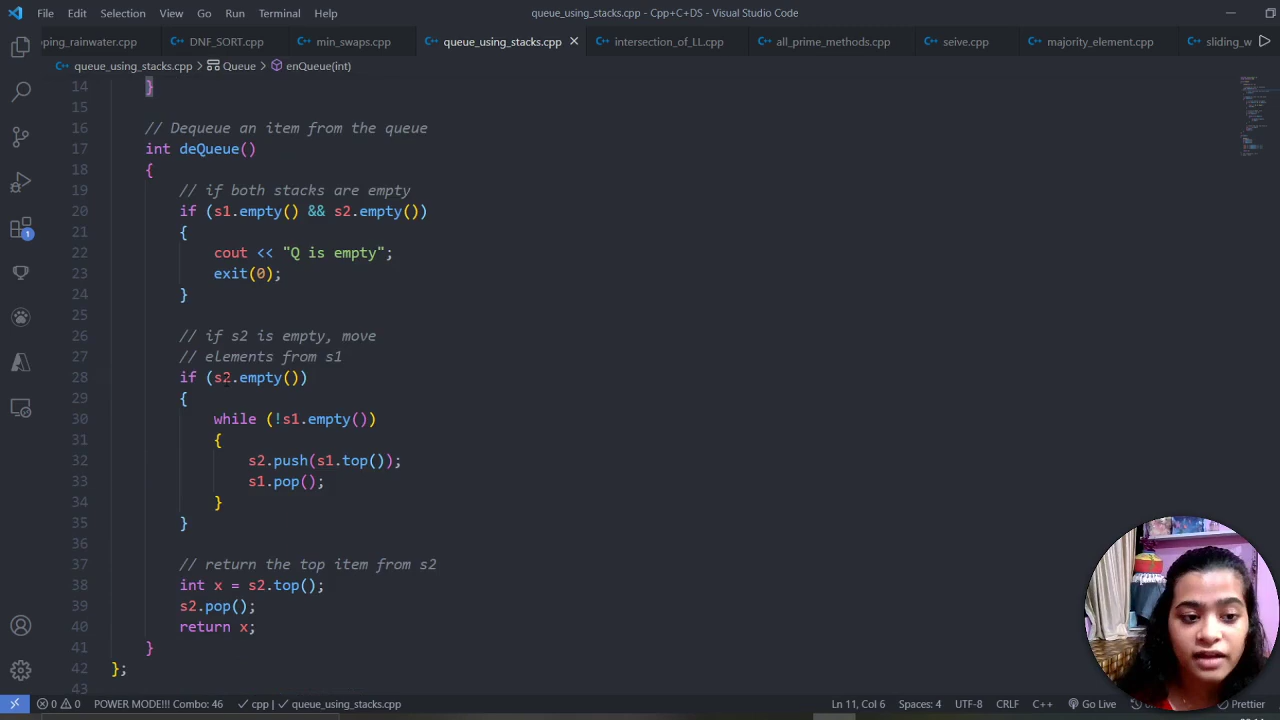 File Edit Selection View Go Run Terminal Help queue_using_stacks.cpp - Cpp+C+DS - Visual Studio Code
pping_rainwater.cpp DNF_SORT.cpp min_swaps.cpp queue_using_stacks.cpp intersection_of_LL.cpp all_prime_methods.cpp seive.cpp majority_element.cpp sliding_w
queue_using_stacks.cpp > Queue > enQueue(int)
14 }
15
16 // Dequeue an item from the queue
17 int deQueue()
18 {
19 // if both stacks are empty
20 if (s1.empty() && s2.empty())
21 {
22 cout << "Q is empty";
23 exit(0);
24 }
25
26 // if s2 is empty, move
27 // elements from s1
28 if (s2.empty())
29 {
30 while (!s1.empty())
31 {
32 s2.push(s1.top());
33 s1.pop();
34 }
35 }
36
37 // return the top item from s2
38 int x = s2.top();
39 s2.pop();
40 return x;
41 }
42 };
43
1
0 0 POWER MODE!!! Combo: 46 cpp | queue_using_stacks.cpp Ln 11, Col 6 Spaces: 4 UTF-8 CRLF C++ Go Live Prettier